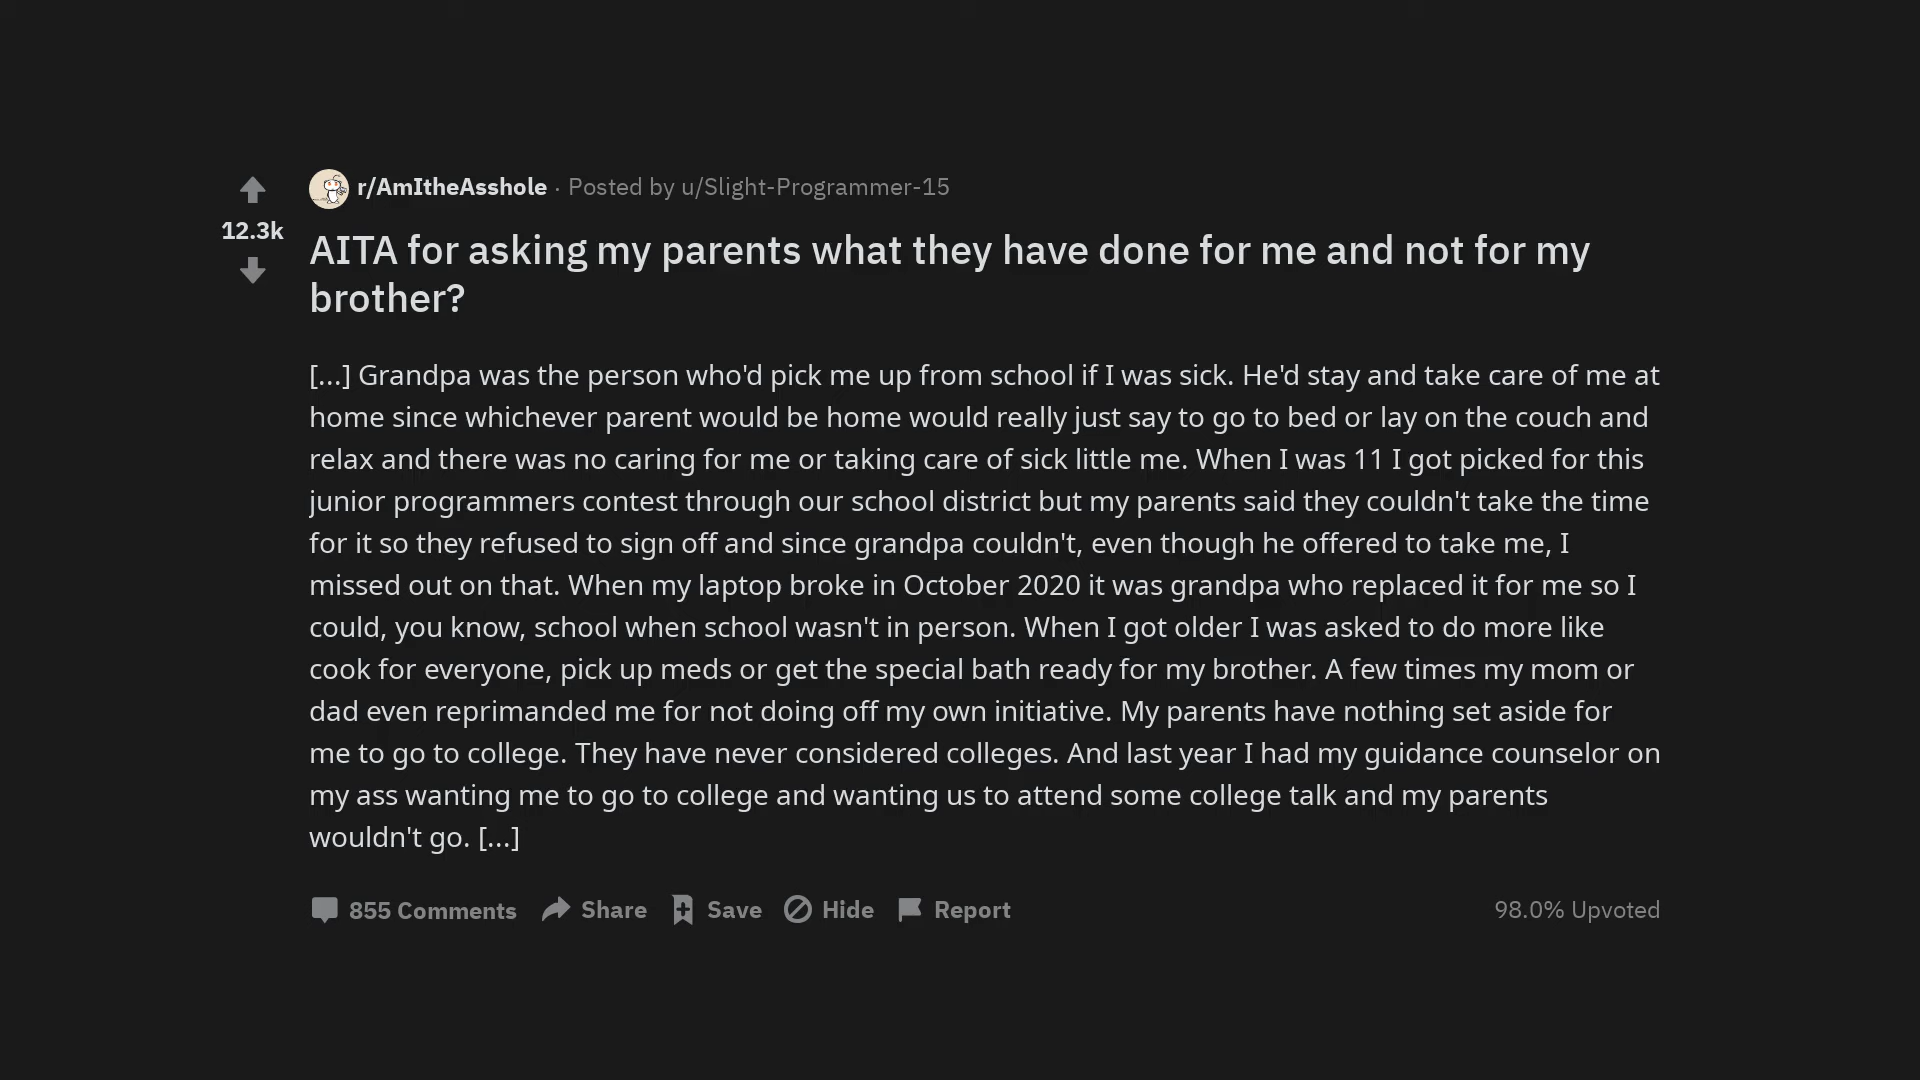 r/AmItheAsshole · Posted by u/Slight-Programmer-15
12.3k
AITA for asking my parents what they have done for me and not for my
brother?
[...] Grandpa was the person who'd pick me up from school if I was sick. He'd stay and take care of me at
home since whichever parent would be home would really just say to go to bed or lay on the couch and
relax and there was no caring for me or taking care of sick little me. When I was 11 I got picked for this
junior programmers contest through our school district but my parents said they couldn't take the time
for it so they refused to sign off and since grandpa couldn't, even though he offered to take me, I
missed out on that. When my laptop broke in October 2020 it was grandpa who replaced it for me so I
could, you know, school when school wasn't in person. When I got older I was asked to do more like
cook for everyone, pick up meds or get the special bath ready for my brother. A few times my mom or
dad even reprimanded me for not doing off my own initiative. My parents have nothing set aside for
me to go to college. They have never considered colleges. And last year I had my guidance counselor on
my ass wanting me to go to college and wanting us to attend some college talk and my parents
wouldn't go. [...]
855 Comments Share Save Hide Report 98.0% Upvoted